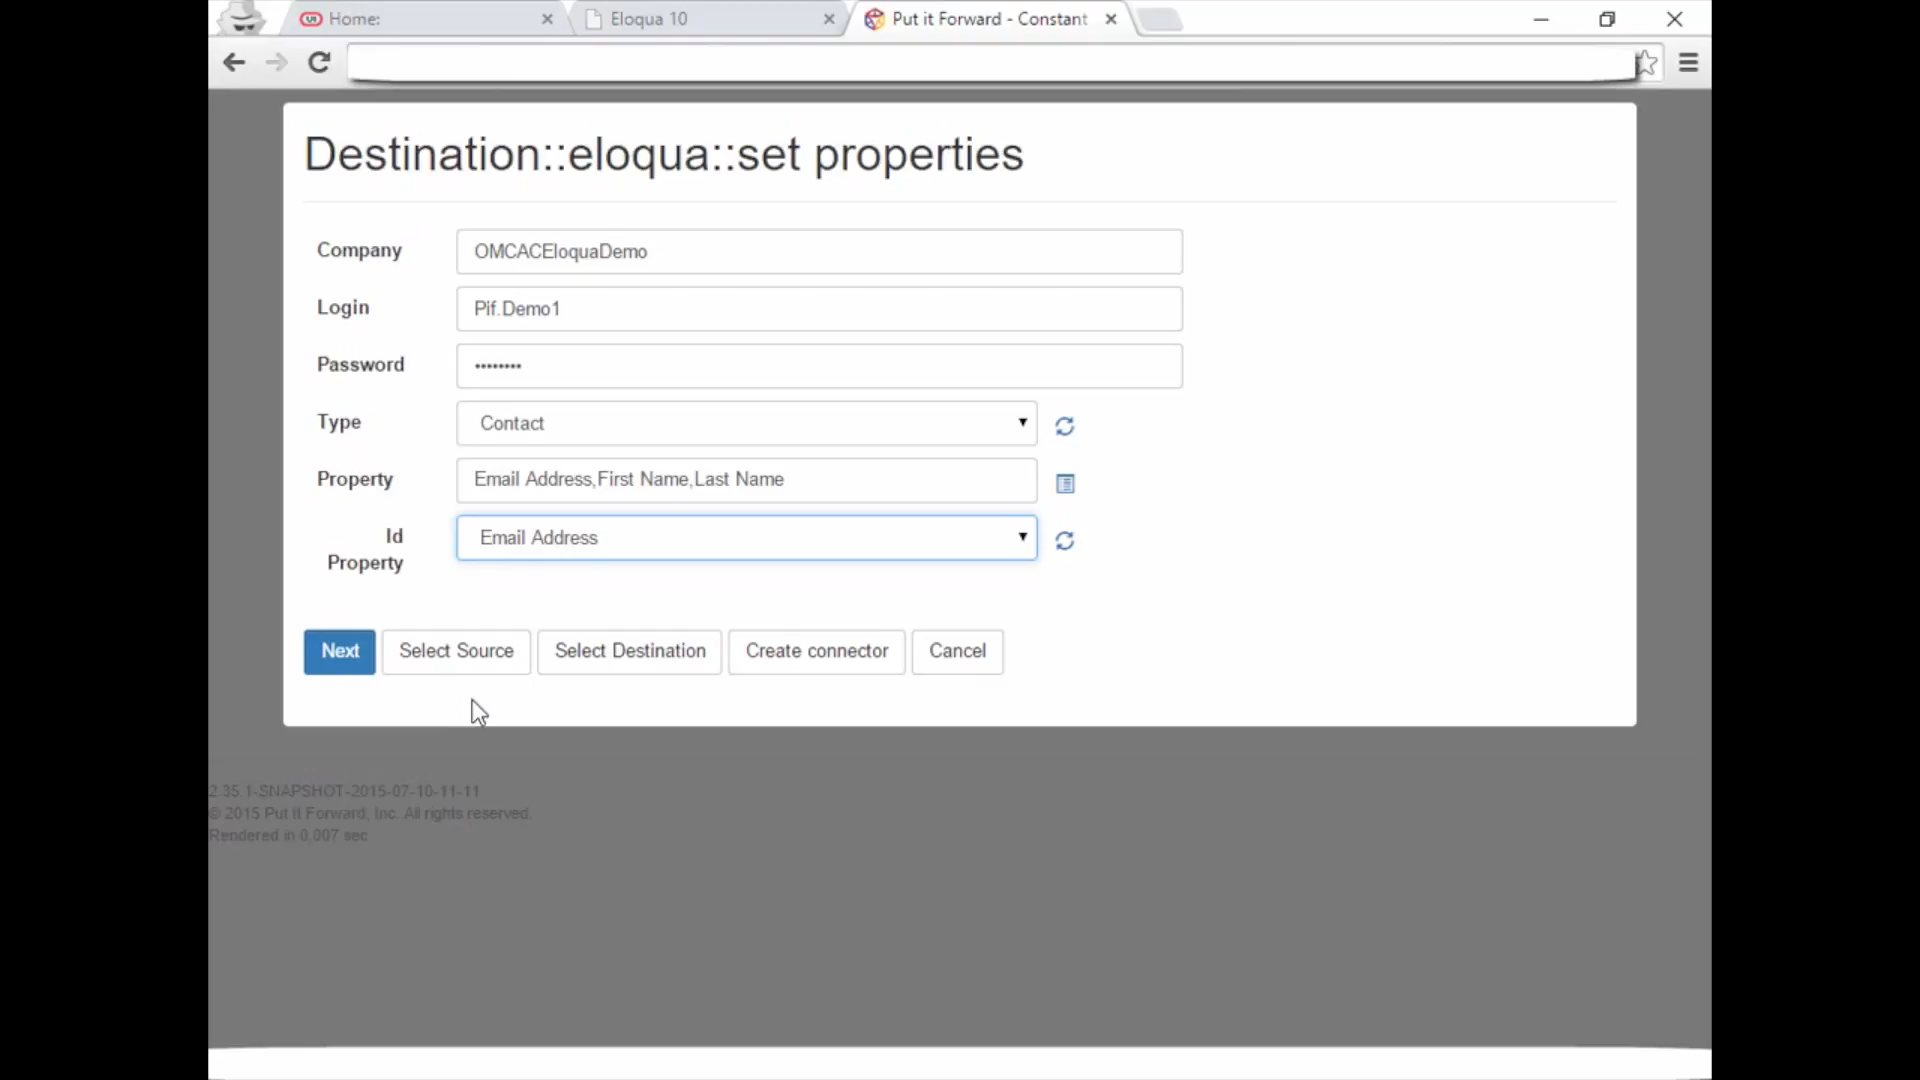 Home:
Eloqua 10
Put it Forward - Constant
Destination::eloqua::set properties
Company
OMCACEloquaDemo
Login
Pif.Demo1
Password
••••••••
Type
Contact
Property
Email Address,First Name,Last Name
Id
Property
Email Address
Next
Select Source
Select Destination
Create connector
Cancel
2.35.1-SNAPSHOT-2015-07-10-11-11
© 2015 Put It Forward, Inc. All rights reserved.
Rendered in 0.007 sec